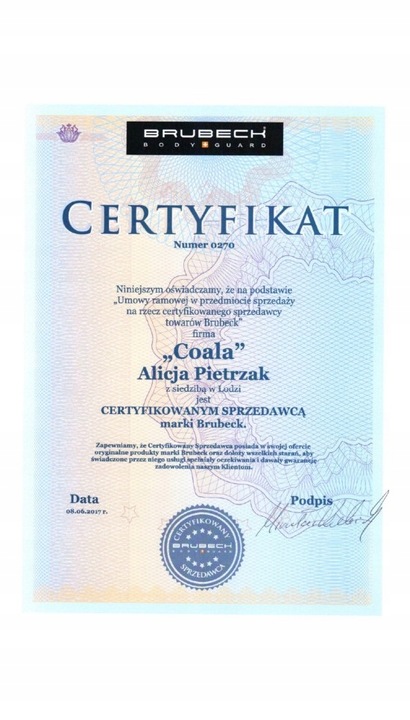 BRUBECK
BODY GUARD
CERTYFIKAT
Numer 0270
Niniejszym oświadczamy, że na podstawie
„Umowy ramowej w przedmiocie sprzedaży
na rzecz certyfikowanego sprzedawcy
towarów Brubeck”
firma
„Coala”
Alicja Pietrzak
z siedzibą w Łodzi
jest
CERTYFIKOWANYM SPRZEDAWCĄ
marki Brubeck.
Zapewniamy, że Certyfikowany Sprzedawca posiada w swojej ofercie
oryginalne produkty marki Brubeck oraz dołoży wszelkich starań, aby
świadczone przez niego usługi spełniały oczekiwania i dawały gwarancję
zadowolenia naszym Klientom.
Data
Podpis
08.06.2017 r.
CERTYFIKOWANY
BRUBECK
BODY GUARD
SPRZEDAWCA